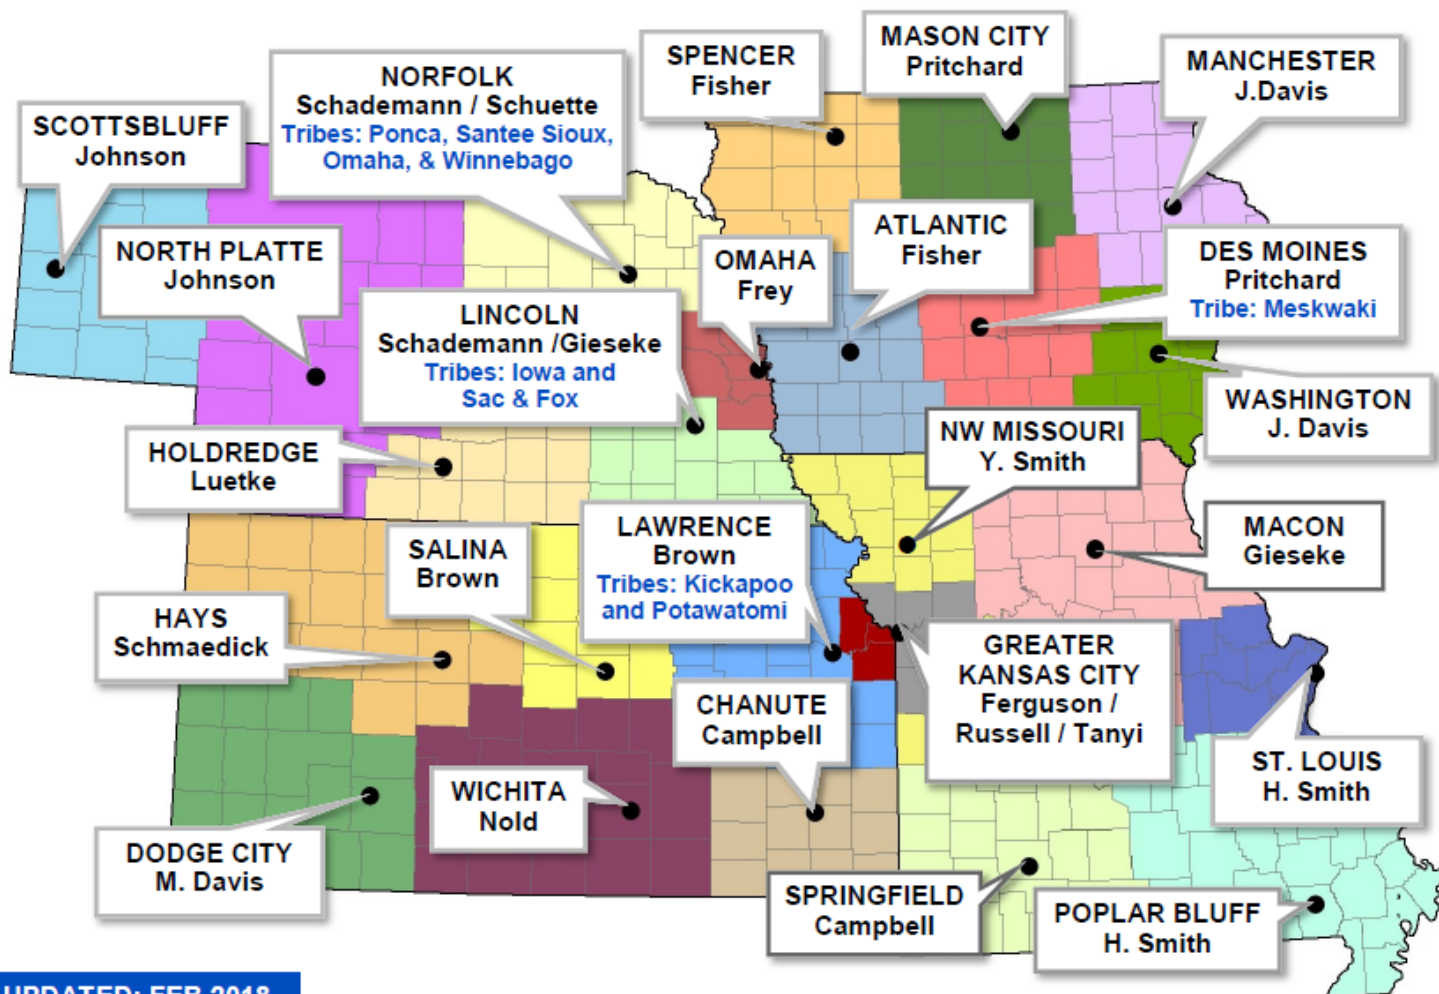 SPENCER
Fisher
MASON CITY
Pritchard
MANCHESTER
J.Davis
NORFOLK
Schademann / Schuette
Tribes: Ponca, Santee Sioux,
Omaha, & Winnebago
SCOTTSBLUFF
Johnson
NORTH PLATTE
Johnson
OMAHA
Frey
ATLANTIC
Fisher
DES MOINES
Pritchard
Tribe: Meskwaki
LINCOLN
Schademann /Gieseke
Tribes: Iowa and
Sac & Fox
WASHINGTON
J. Davis
HOLDREDGE
Luetke
NW MISSOURI
Y. Smith
SALINA
Brown
LAWRENCE
Brown
Tribes: Kickapoo
and Potawatomi
MACON
Gieseke
HAYS
Schmaedick
GREATER
KANSAS CITY
Ferguson /
Russell / Tanyi
CHANUTE
Campbell
ST. LOUIS
H. Smith
WICHITA
Nold
DODGE CITY
M. Davis
SPRINGFIELD
Campbell
POPLAR BLUFF
H. Smith
UPDATED: FEB 2018